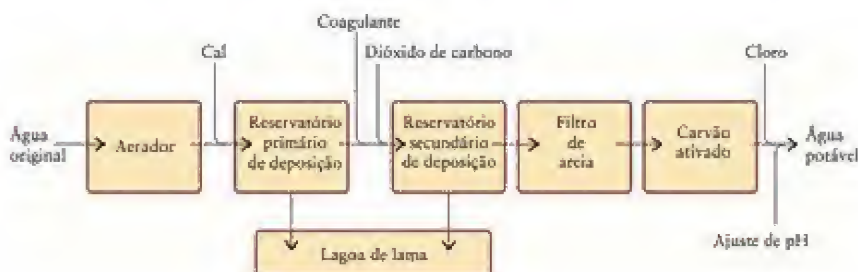 Coagulante
Cal
Dióxido de carbono
Cloro
Água
original
Aerador
Reservatório
primário
de deposição
Reservatório
secundário
de deposição
Filtro
de
areia
Carvão
ativado
Água
potável
Ajuste de pH
Lagoa de lama